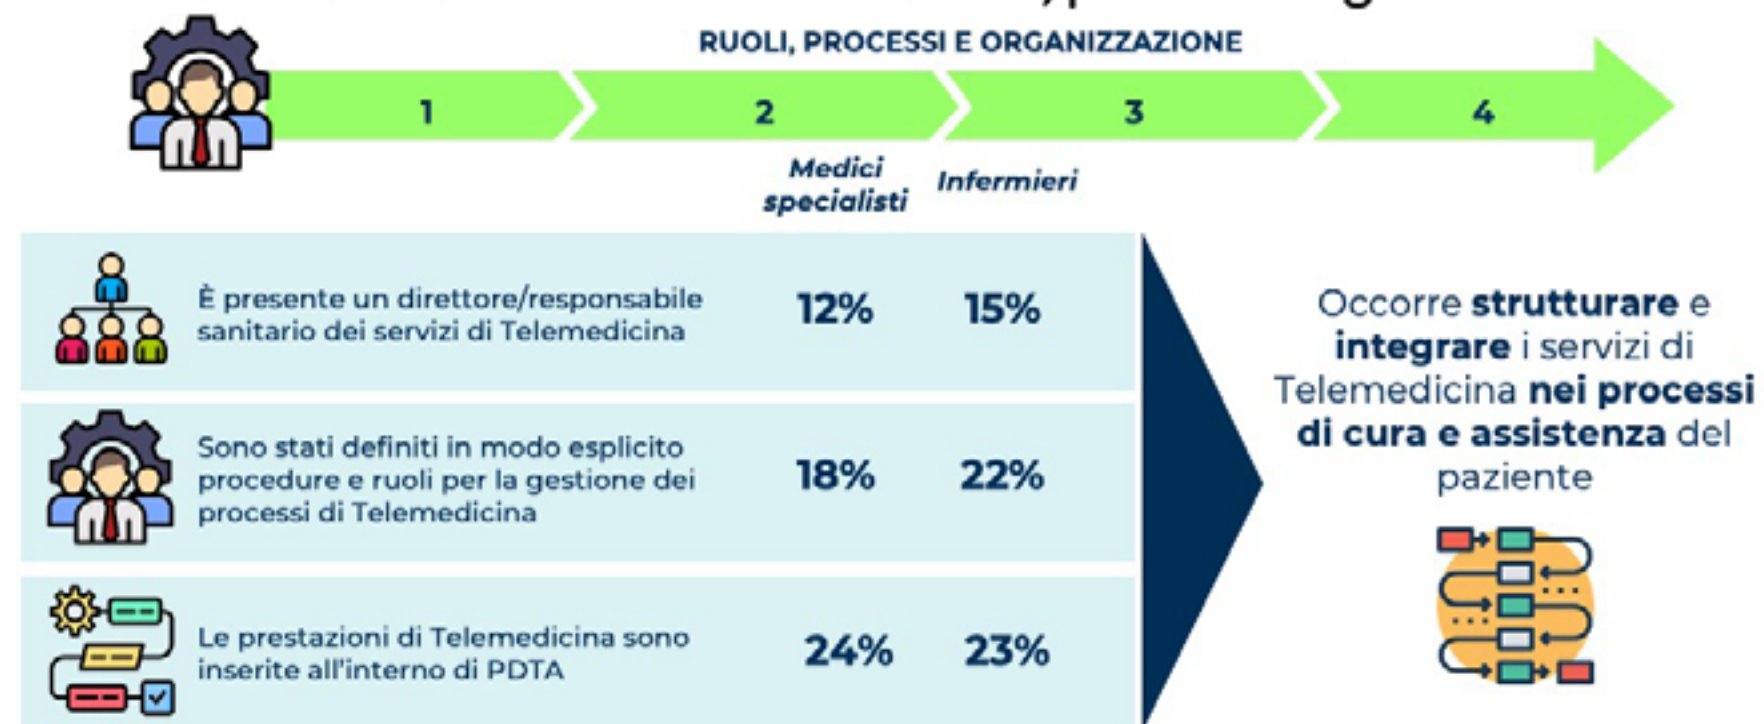 RUOLI, PROCESSI E ORGANIZZAZIONE
1 2 3 4
Medici
specialisti
Infermieri
È presente un direttore/responsabile
sanitario dei servizi di Telemedicina
12% 15%
Sono stati definiti in modo esplicito
procedure e ruoli per la gestione dei
processi di Telemedicina
18% 22%
Le prestazioni di Telemedicina sono
inserite all'interno di PDTA
24% 23%
Occorre strutturare e
integrare i servizi di
Telemedicina nei processi
di cura e assistenza del
paziente